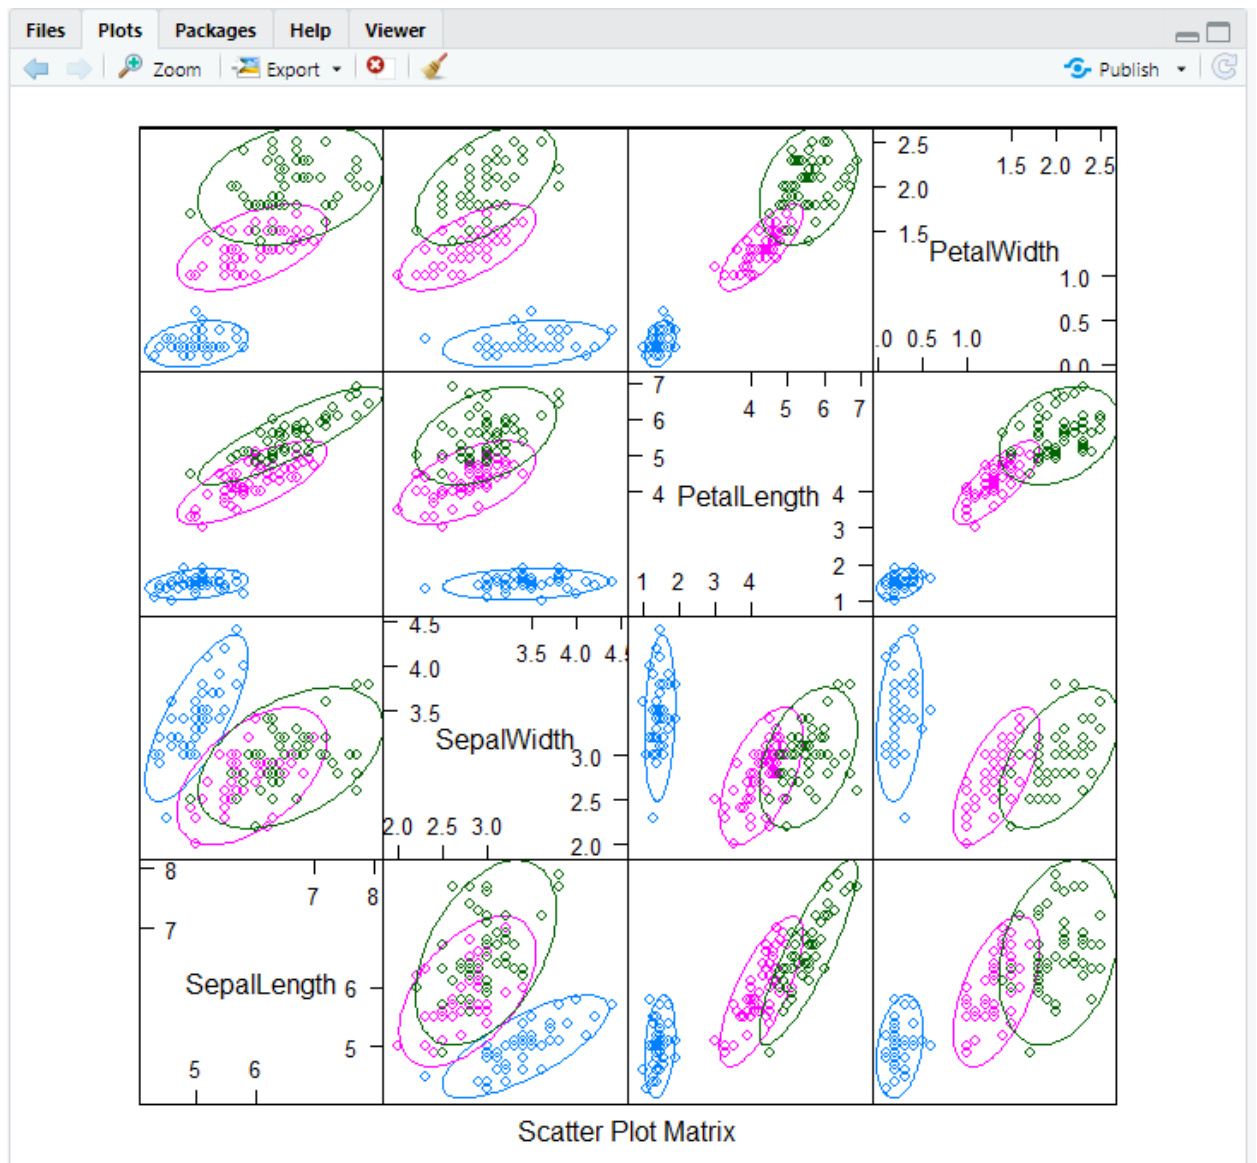 Files Plots Packages Help Viewer
Zoom Export Publish
2.5 1.5 2.0 2.5
2.0
1.5
PetalWidth
1.0
0.5
.0 0.5 1.0
0.0
7 4 5 6 7
6
5
4 PetalLength 4
3
2
1 2 3 4
1
4.5
3.5 4.0 4.5
4.0
3.5
SepalWidth
3.0
2.5
2.0 2.5 3.0
2.0
8 7 8
7
SepalLength 6
5
5 6
Scatter Plot Matrix